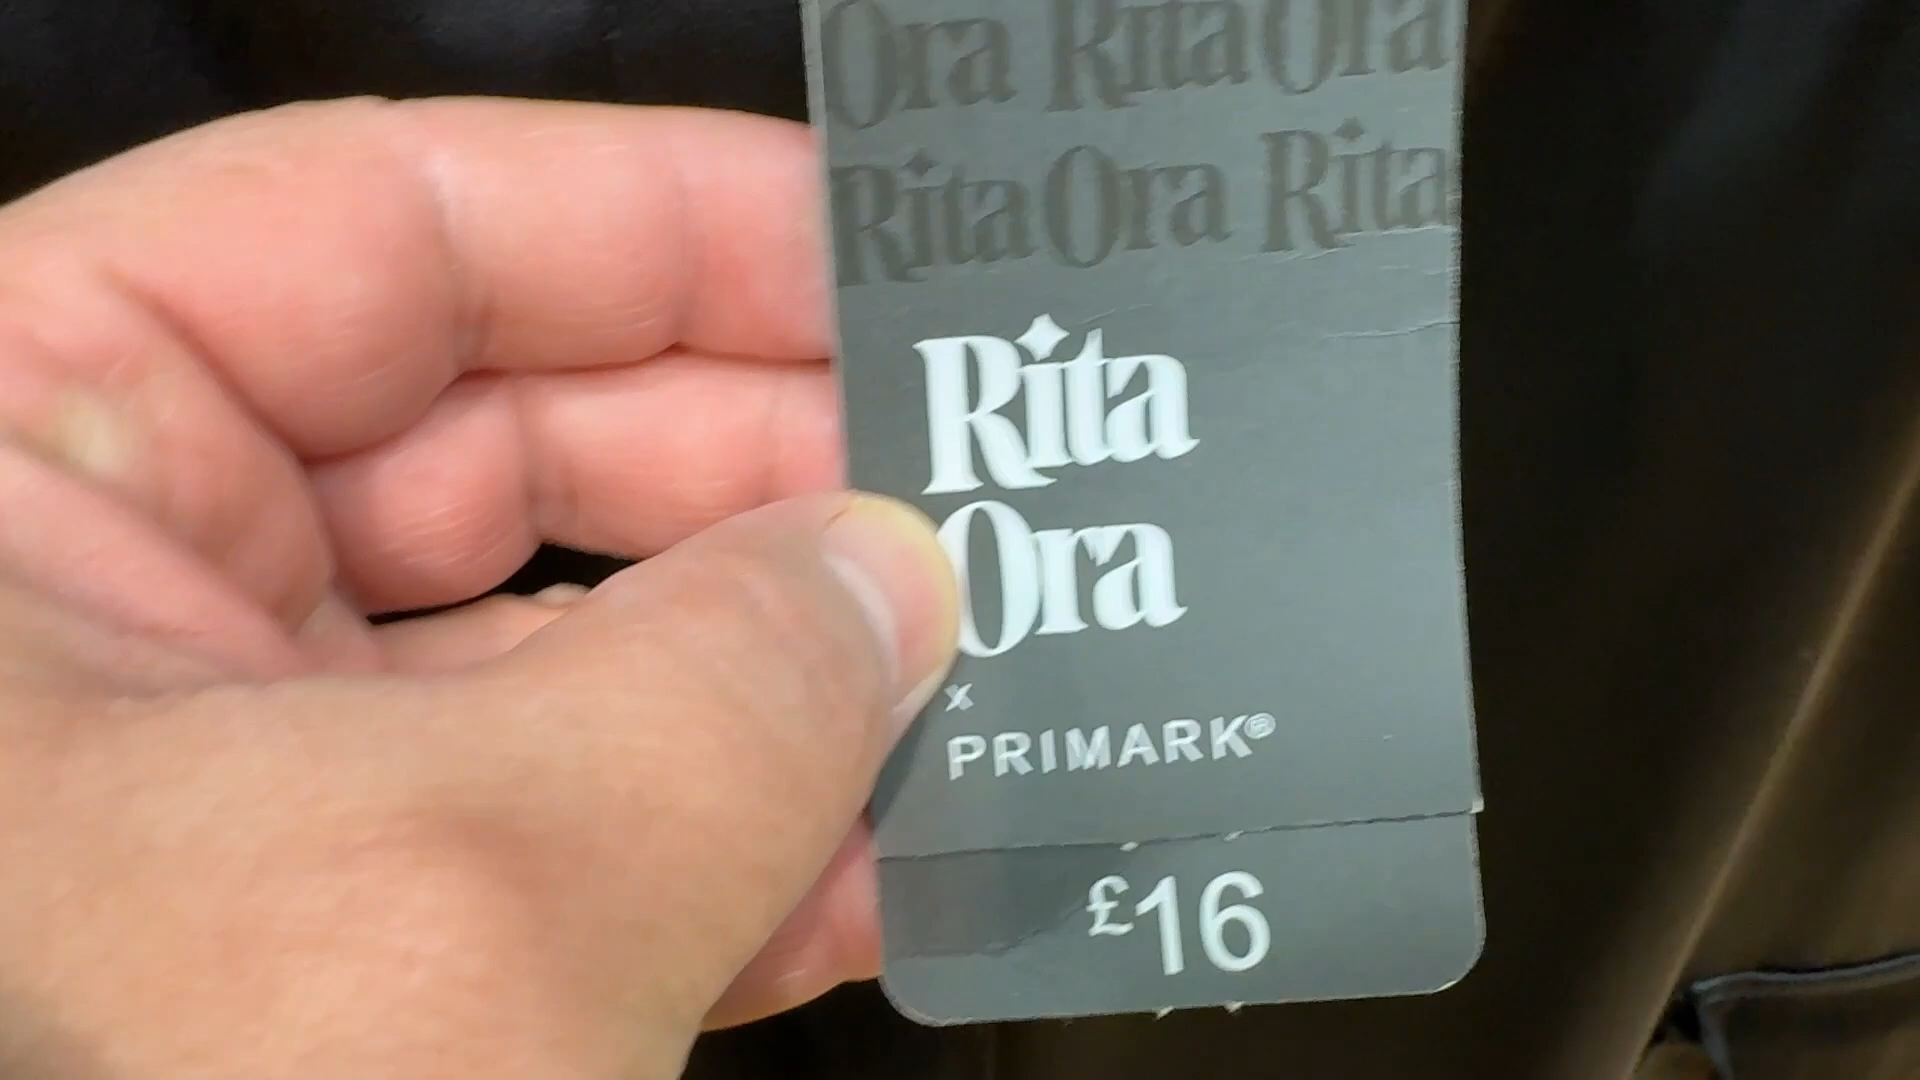 Ora Rita Ora
Rita Ora Rita
Rita
Ora
x
PRIMARK®
£16